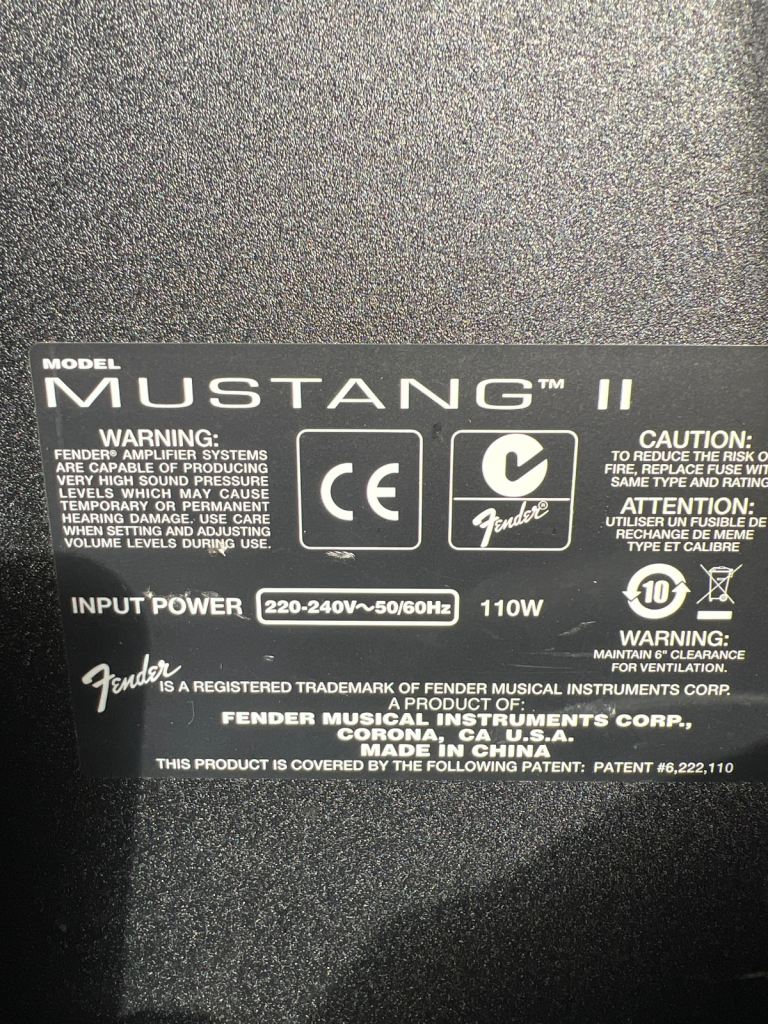 MODEL
MUSTANG™ II
WARNING:
FENDER® AMPLIFIER SYSTEMS
ARE CAPABLE OF PRODUCING
VERY HIGH SOUND PRESSURE
LEVELS WHICH MAY CAUSE
TEMPORARY OR PERMANENT
HEARING DAMAGE. USE CARE
WHEN SETTING AND ADJUSTING
VOLUME LEVELS DURING USE.
CE
Fender®
CAUTION:
TO REDUCE THE RISK O
FIRE, REPLACE FUSE WIT
SAME TYPE AND RATING
ATTENTION:
UTILISER UN FUSIBLE DE
RECHANGE DE MEME
TYPE ET CALIBRE
10
INPUT POWER 220-240V~50/60Hz 110W
WARNING:
MAINTAIN 6" CLEARANCE
FOR VENTILATION.
Fender IS A REGISTERED TRADEMARK OF FENDER MUSICAL INSTRUMENTS CORP.
A PRODUCT OF:
FENDER MUSICAL INSTRUMENTS CORP.,
CORONA, CA U.S.A.
MADE IN CHINA
THIS PRODUCT IS COVERED BY THE FOLLOWING PATENT: PATENT #6,222,110